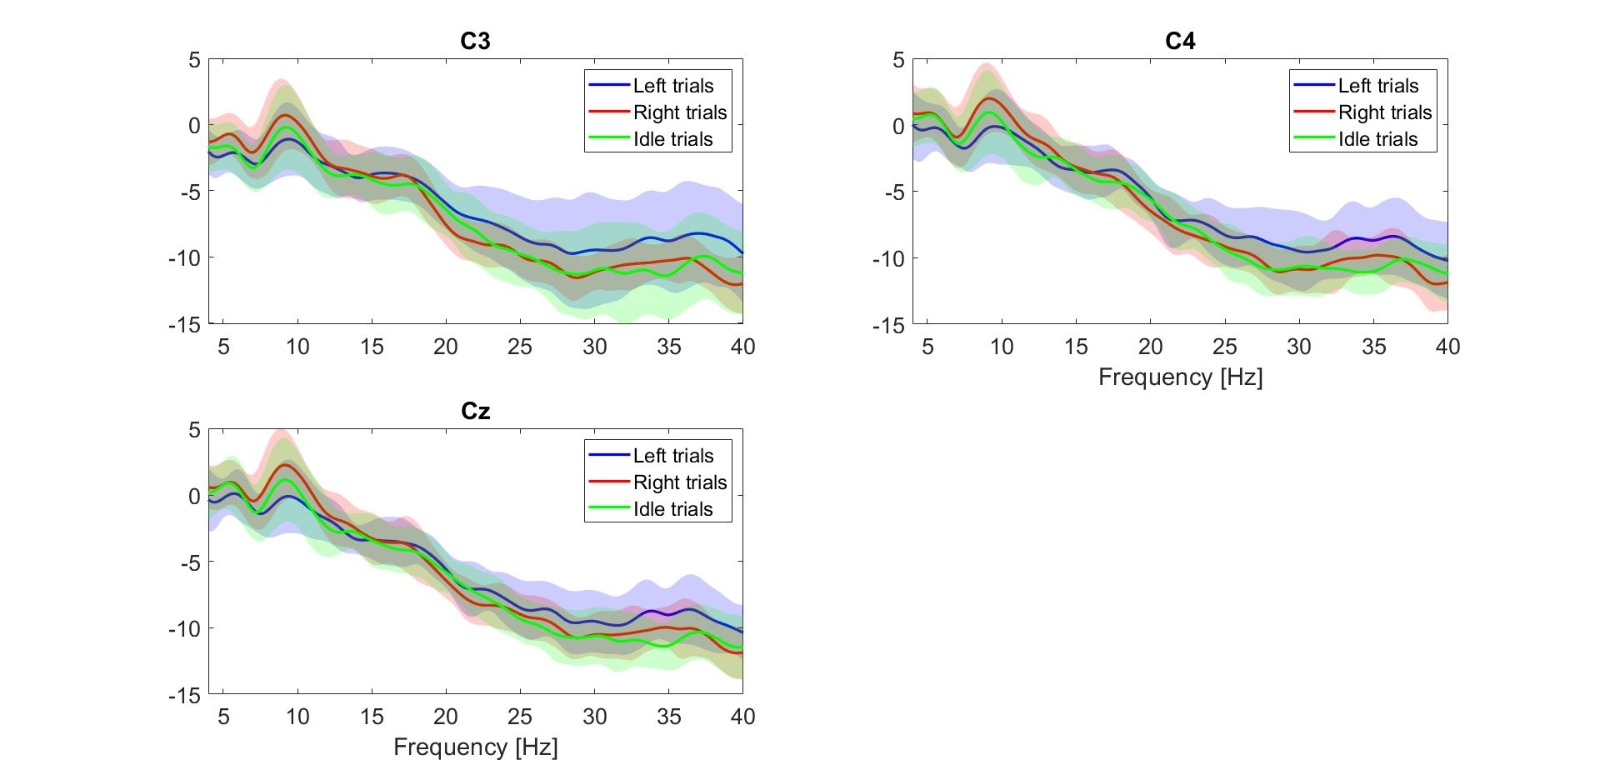 C3
5
0
-5
-10
-15
5 10 15 20 25 30 35 40
Left trials
Right trials
Idle trials
C4
5
0
-5
-10
-15
5 10 15 20 25 30 35 40
Frequency [Hz]
Left trials
Right trials
Idle trials
Cz
5
0
-5
-10
-15
5 10 15 20 25 30 35 40
Frequency [Hz]
Left trials
Right trials
Idle trials